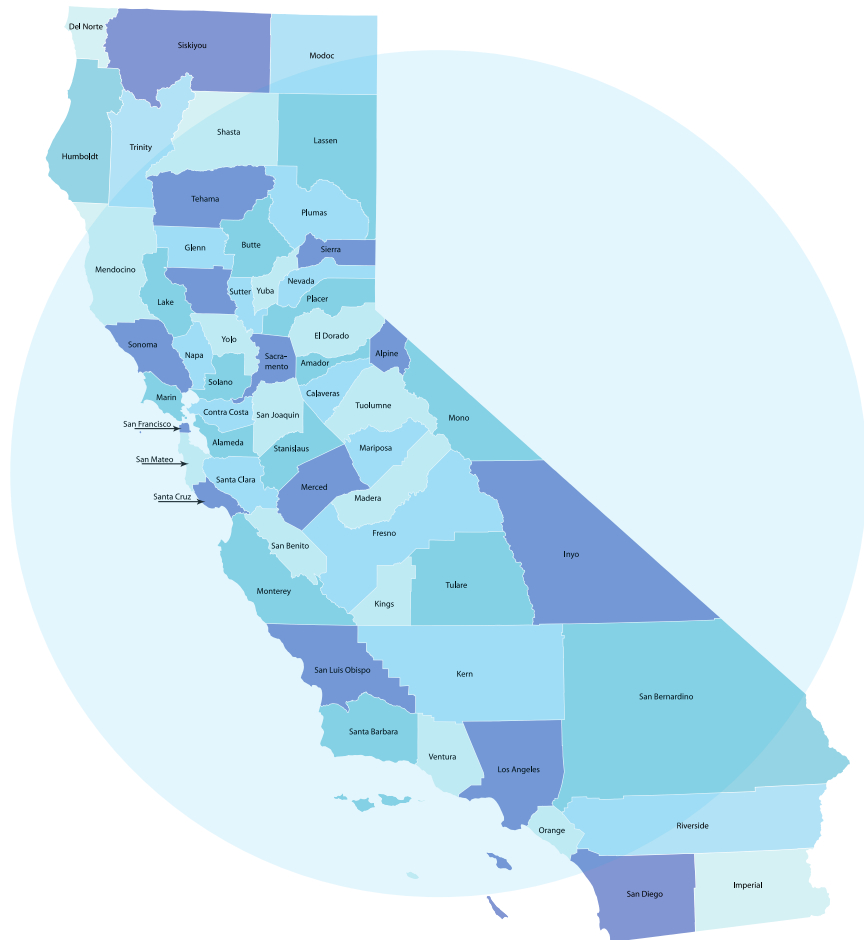 Del Norte
Siskiyou
Modoc
Humboldt
Trinity
Shasta
Lassen
Tehama
Plumas
Mendocino
Glenn
Butte
Sierra
Lake
Sutter
Yuba
Nevada
Placer
Sonoma
Napa
Yolo
Sacra-
mento
El Dorado
Alpine
Marin
Solano
Amador
Calaveras
Tuolumne
Mono
San Francisco
Contra Costa
San Joaquin
Alameda
Stanislaus
Mariposa
San Mateo
Santa Clara
Merced
Madera
Santa Cruz
San Benito
Fresno
Inyo
Monterey
Kings
Tulare
San Luis Obispo
Kern
San Bernardino
Santa Barbara
Ventura
Los Angeles
Orange
Riverside
San Diego
Imperial